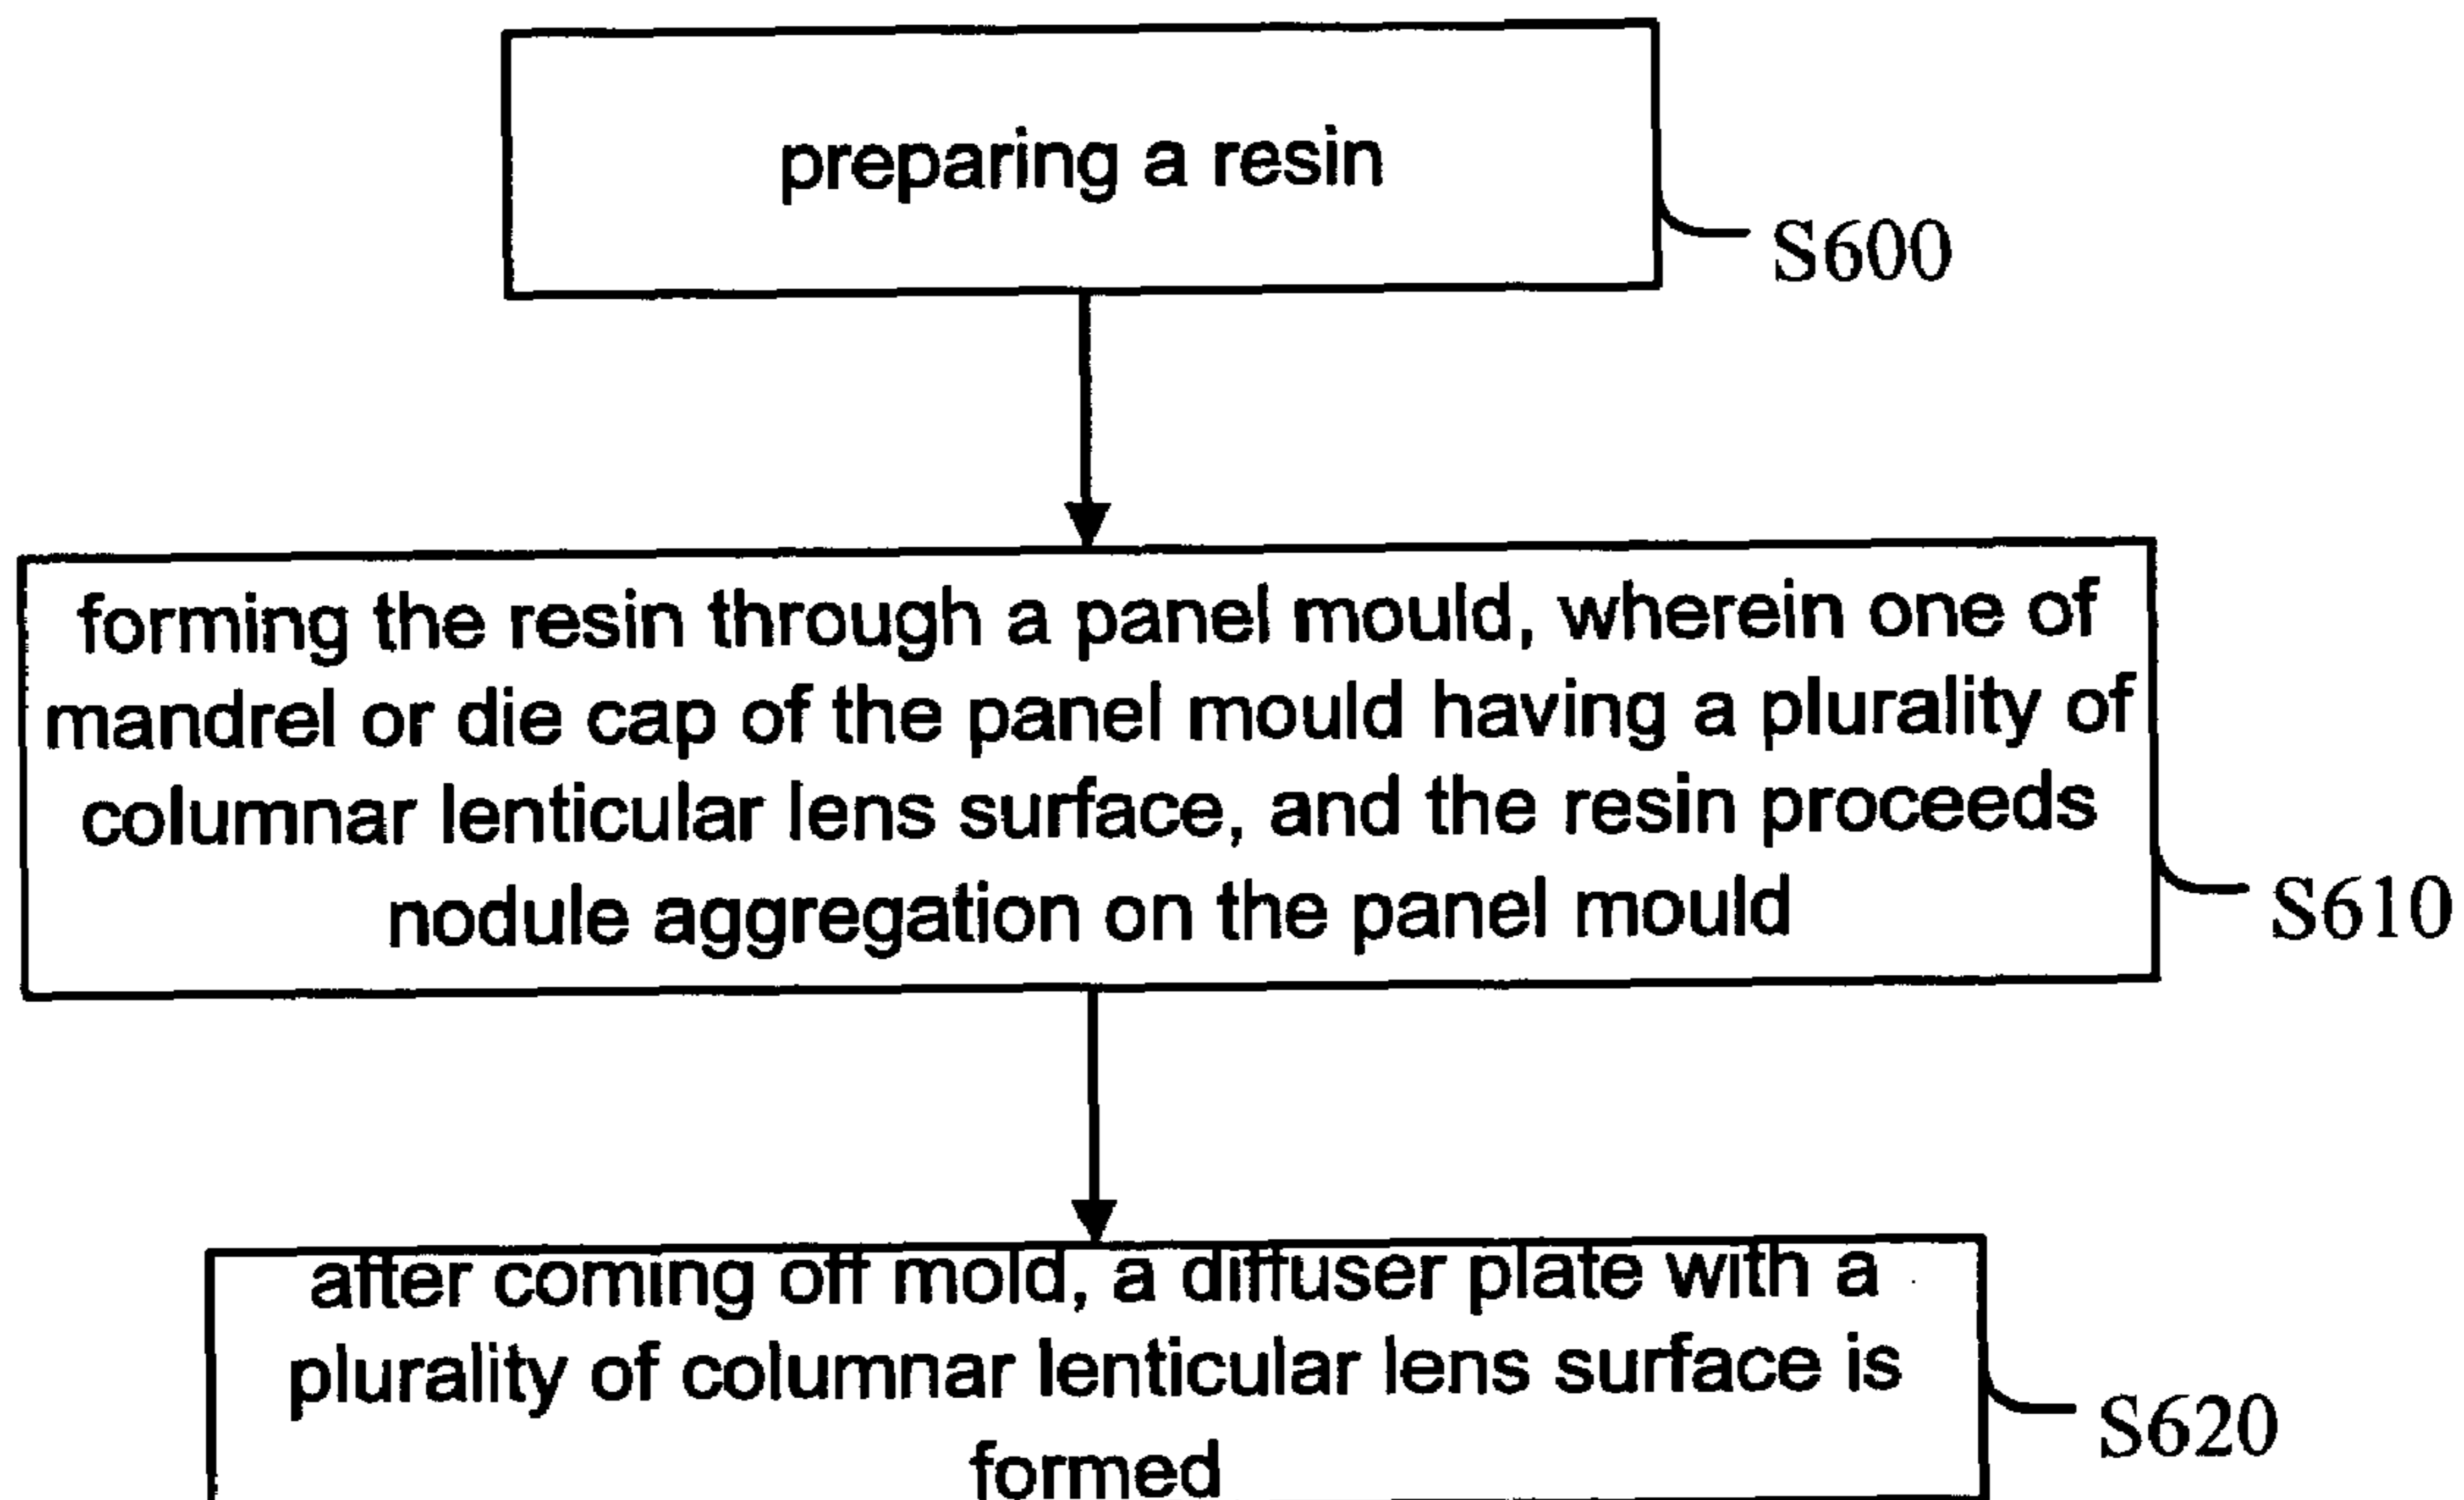 preparing a resin
S600
forming the resin through a panel mould, wherein one of
mandrel or die cap of the panel mould having a plurality of
columnar lenticular lens surface, and the resin proceeds
nodule aggregation on the panel mould
S610
after coming off mold, a diffuser plate with a
plurality of columnar lenticular lens surface is
formed
S620